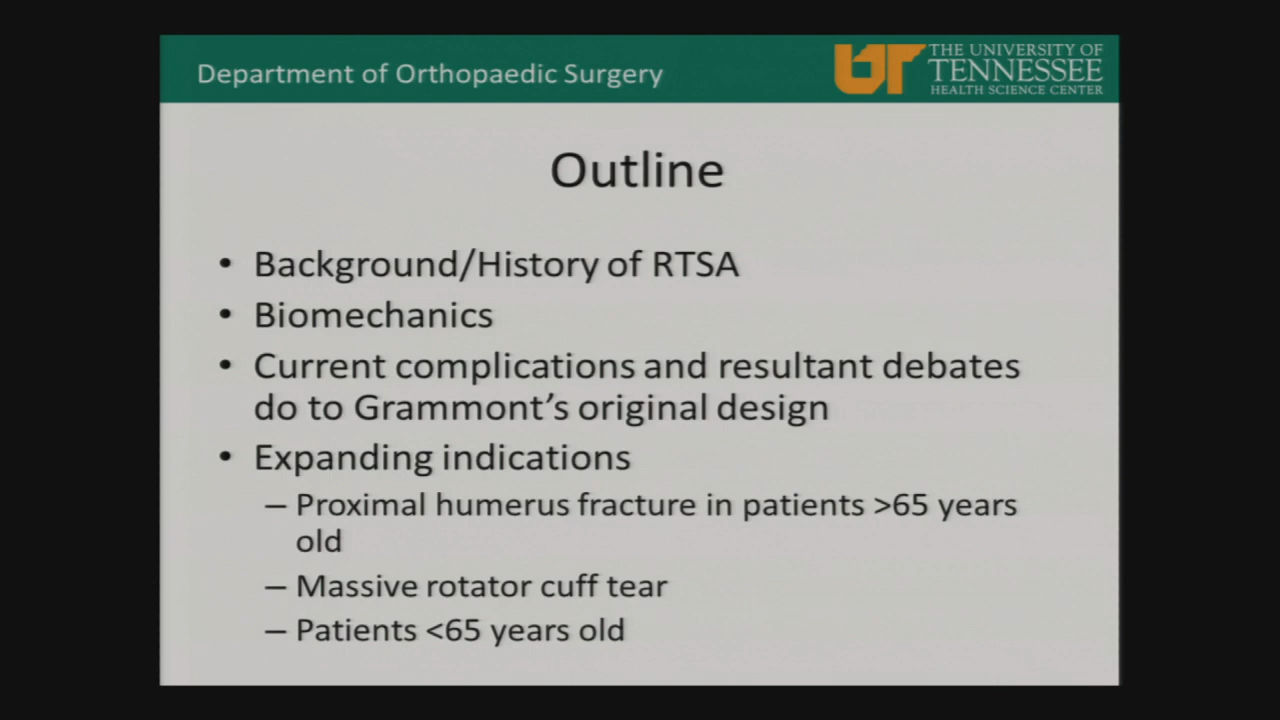 Department of Orthopaedic Surgery
UT
THE UNIVERSITY OF
TENNESSEE
HEALTH SCIENCE CENTER
Outline
• Background/History of RTSA
• Biomechanics
• Current complications and resultant debates
do to Grammont's original design
• Expanding indications
– Proximal humerus fracture in patients >65 years
old
– Massive rotator cuff tear
– Patients <65 years old